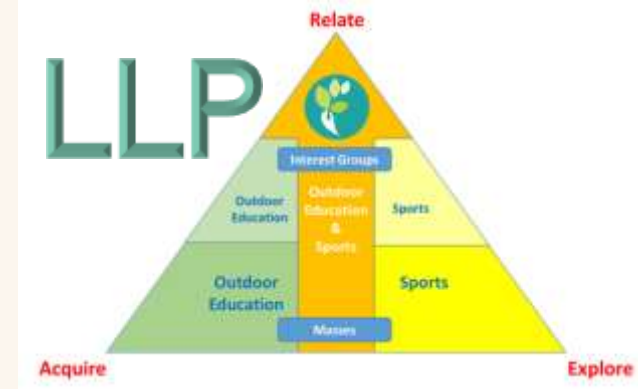 Relate
LLP
Interest Groups
Outdoor
Education
Outdoor
Education
&
Sports
Sports
Outdoor
Education
Sports
Masses
Acquire
Explore